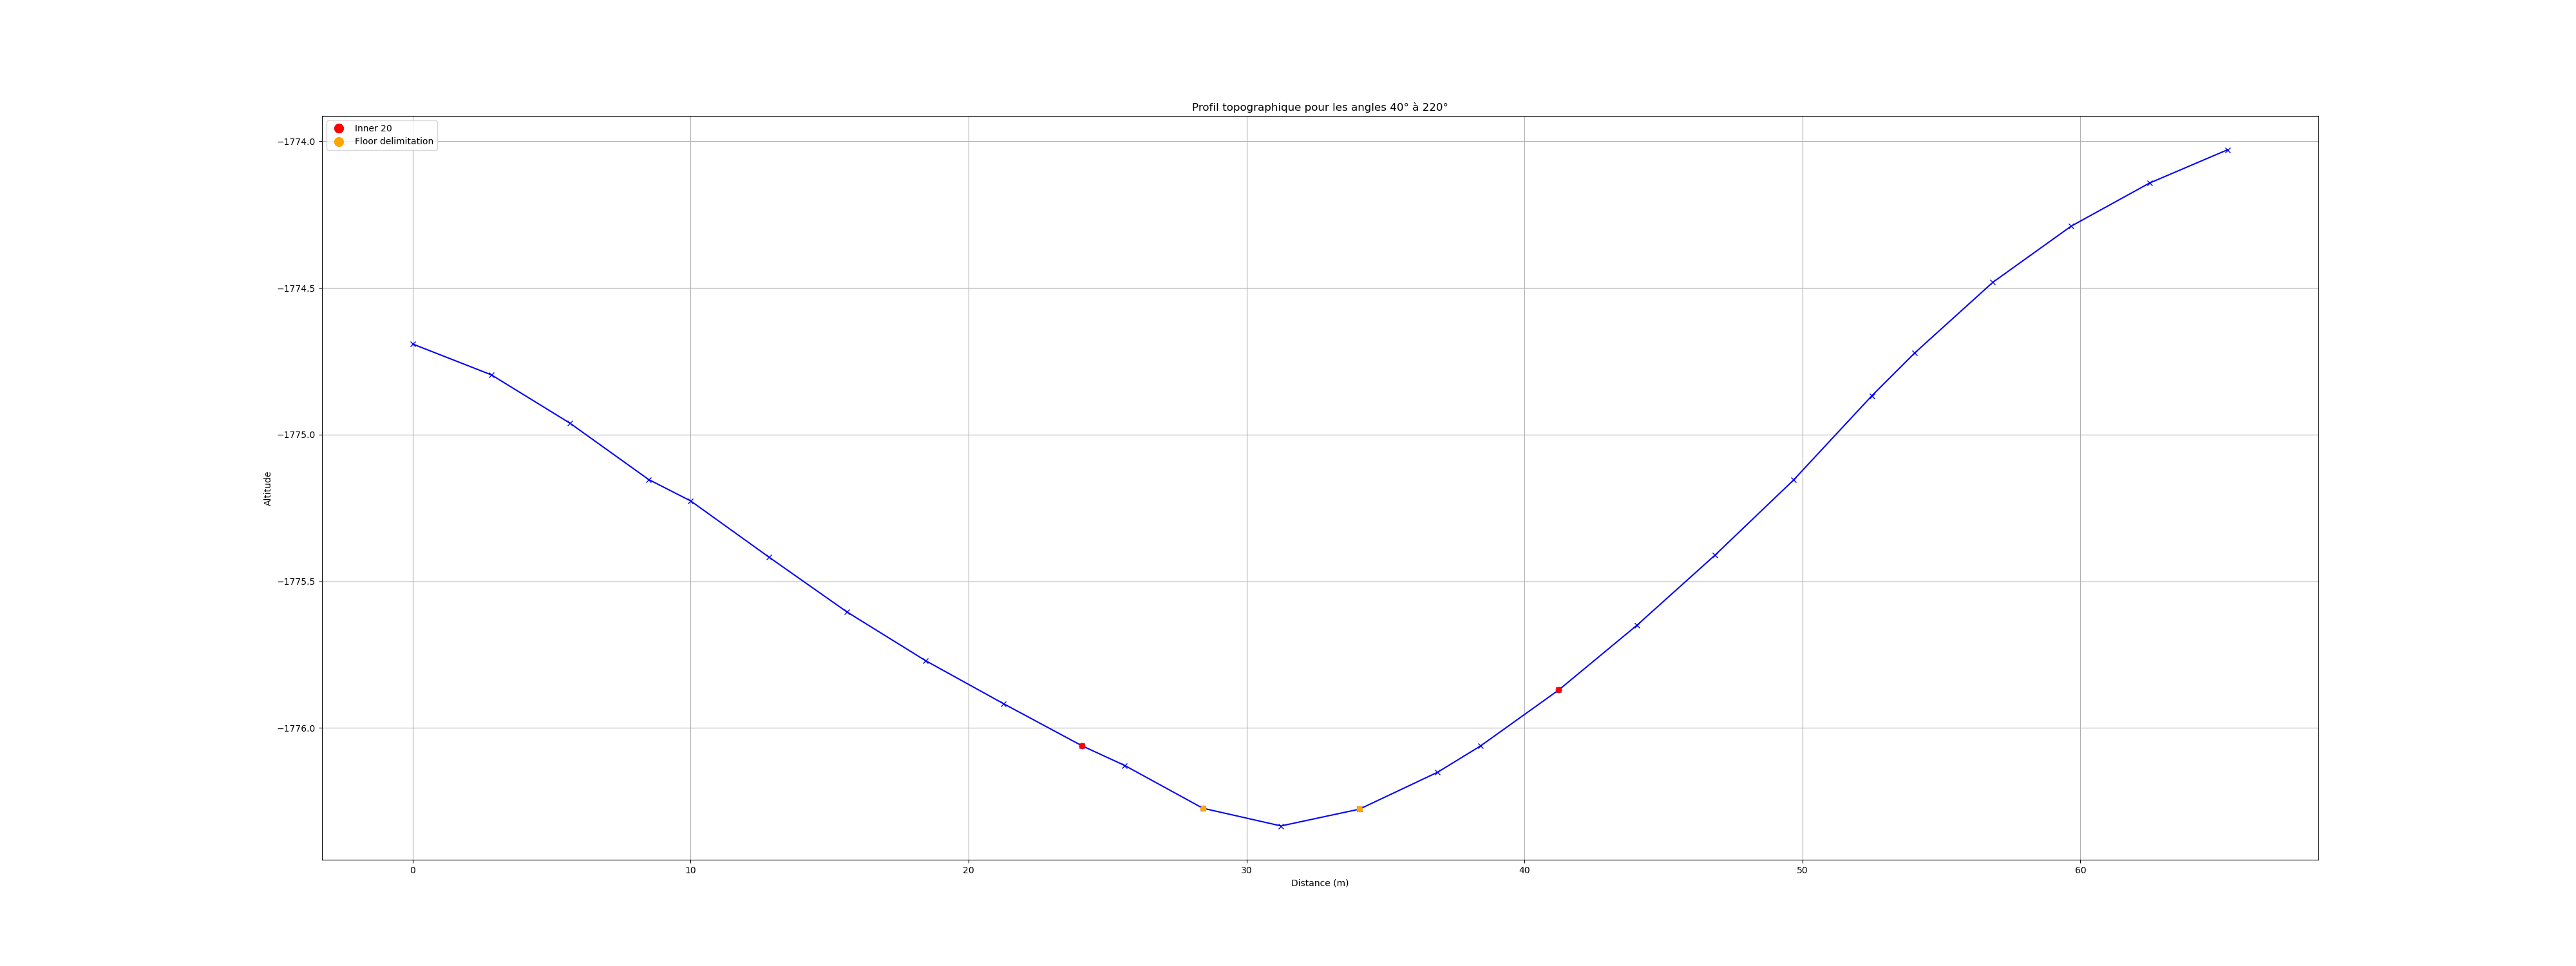 Profil topographique pour les angles 40° à 220°
Inner 20
Floor delimitation
−1774.0
−1774.5
−1775.0
−1775.5
−1776.0
Altitude
0 10 20 30 40 50 60
Distance (m)